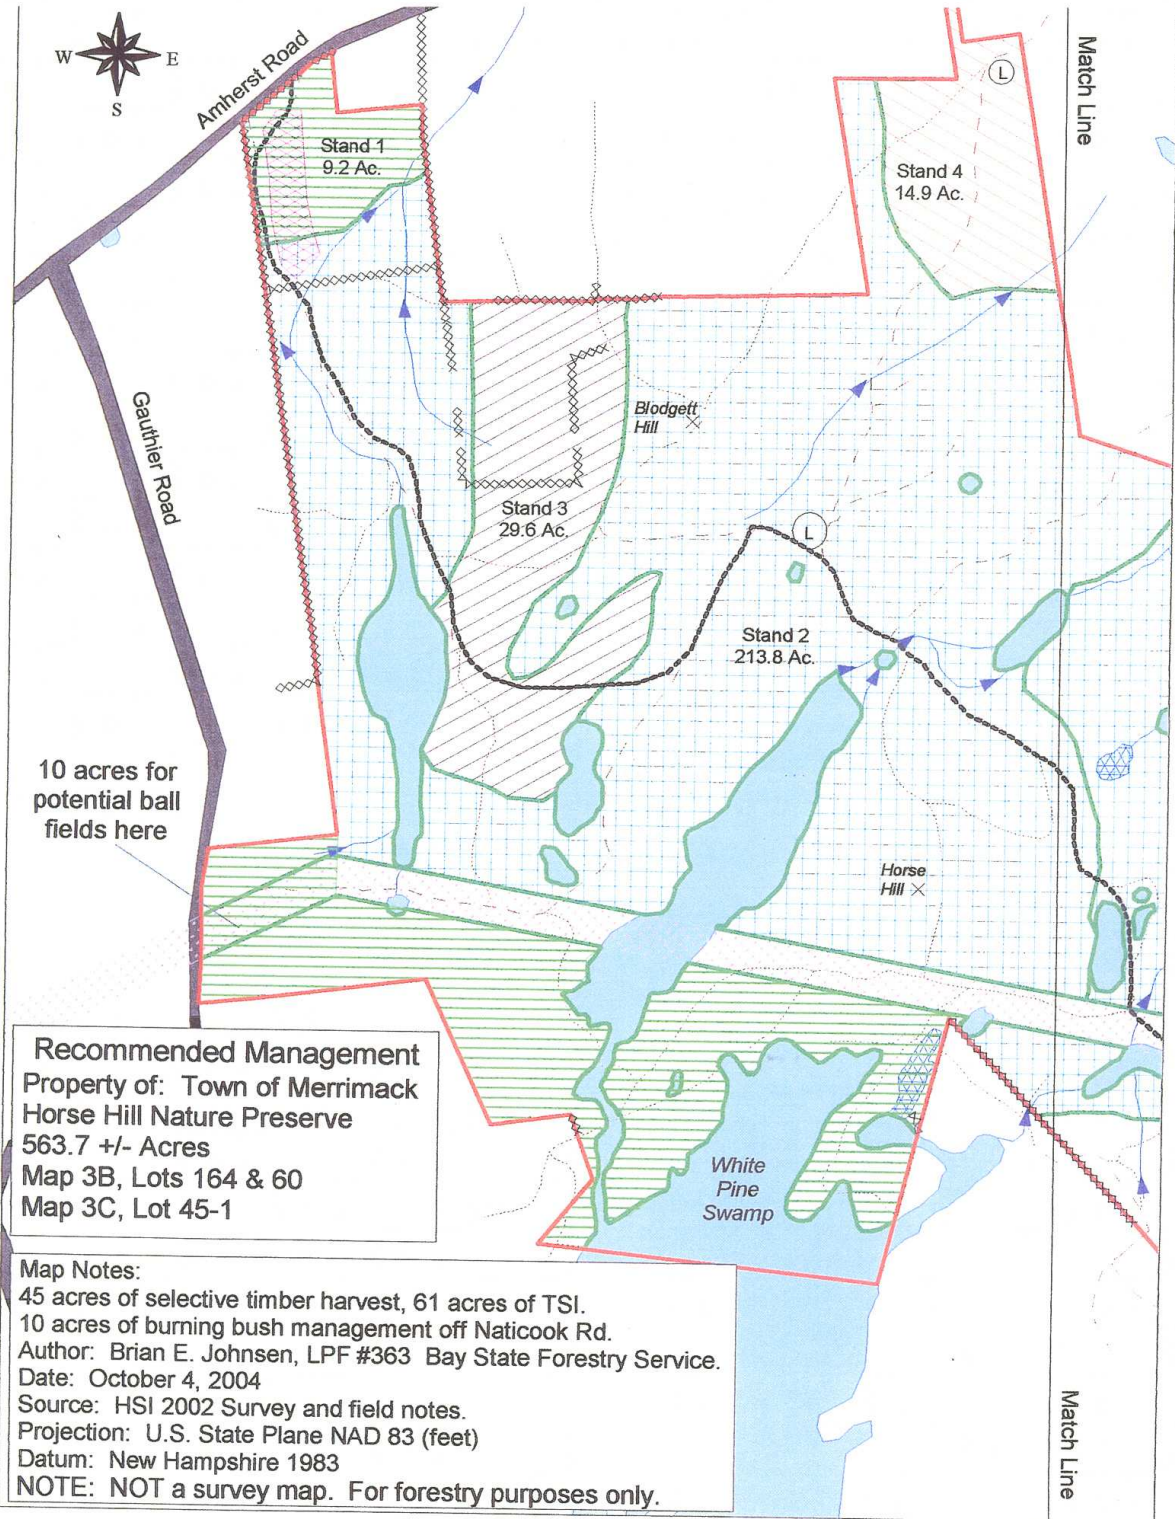 W
E
S
Amherst Road
Match Line
L
Stand 1
9.2 Ac.
Stand 4
14.9 Ac.
Gauthier Road
Blodgett
Hill
Stand 3
29.6 Ac.
L
Stand 2
213.8 Ac.
10 acres for
potential ball
fields here
Horse
Hill
White
Pine
Swamp
Recommended Management
Property of: Town of Merrimack
Horse Hill Nature Preserve
563.7 +/- Acres
Map 3B, Lots 164 & 60
Map 3C, Lot 45-1
Map Notes:
45 acres of selective timber harvest, 61 acres of TSI.
10 acres of burning bush management off Naticook Rd.
Author: Brian E. Johnsen, LPF #363 Bay State Forestry Service.
Date: October 4, 2004
Source: HSI 2002 Survey and field notes.
Projection: U.S. State Plane NAD 83 (feet)
Datum: New Hampshire 1983
NOTE: NOT a survey map. For forestry purposes only.
Match Line